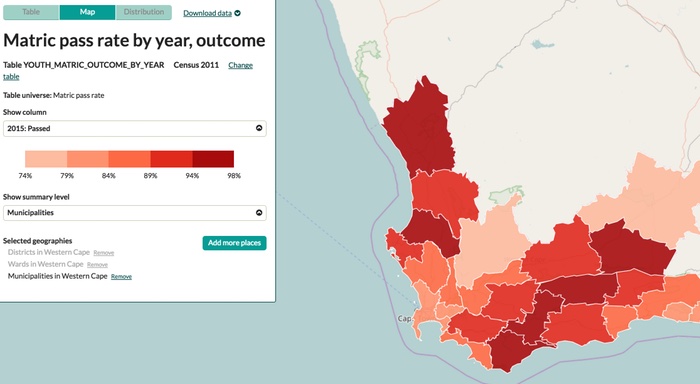 Table Map Distribution Download data
Matric pass rate by year, outcome
Table YOUTH_MATRIC_OUTCOME_BY_YEAR Census 2011 Change
table
Table universe: Matric pass rate
Show column
2015: Passed
74% 79% 84% 89% 94% 98%
Show summary level
Municipalities
Selected geographies
Add more places
Districts in Western Cape Remove
Wards in Western Cape Remove
Municipalities in Western Cape Remove
Cap